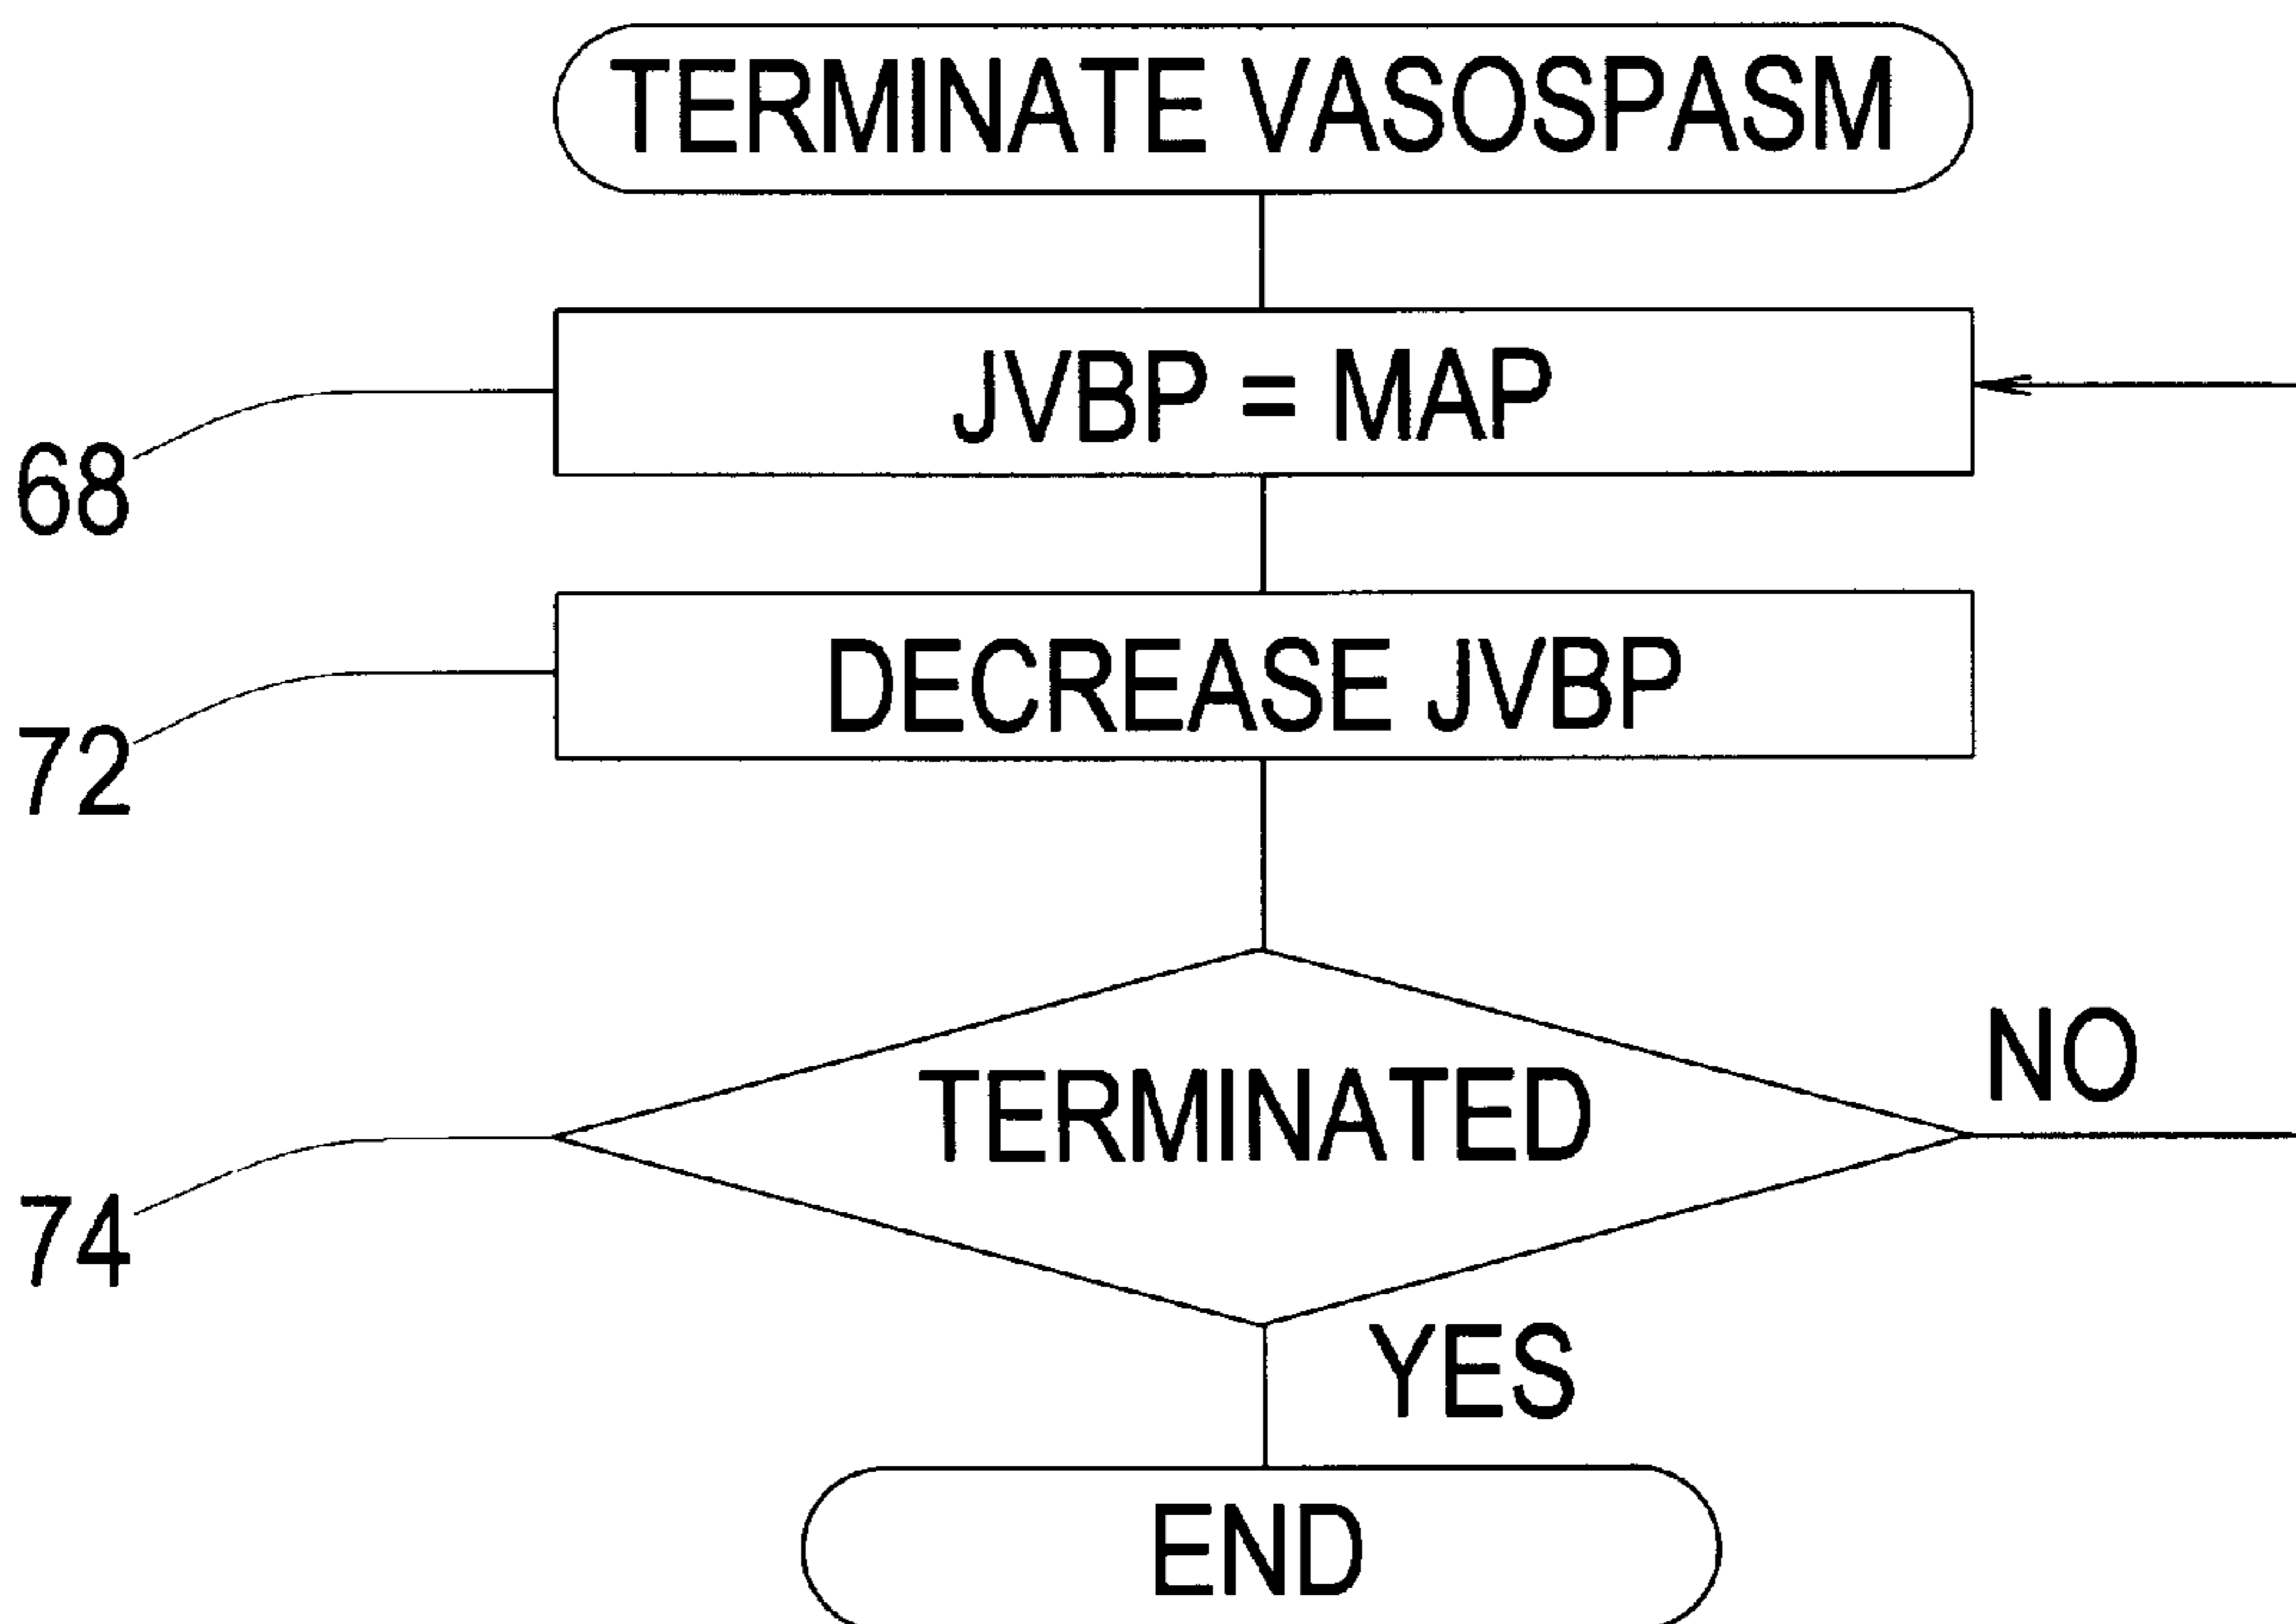 TERMINATE VASOSPASM
JVBP = MAP
68
DECREASE JVBP
72
TERMINATED
NO
74
YES
END